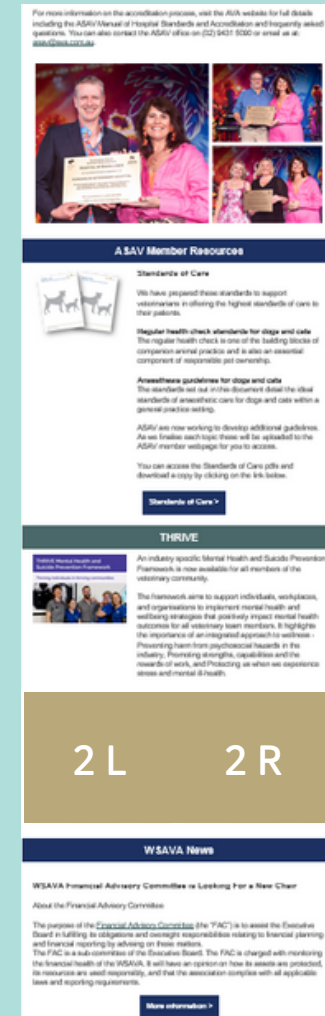 For more information on the accreditation process, visit the AVA website for full details
including the ASAV Manual of Hospital Standards and Accreditation and frequently asked
questions. You can also contact the ASAV office on (02) 9431 5090 or email us at:
asav@ava.com.au.
ASAV Member Resources
Standards of Care
We have prepared these standards to support
veterinarians in offering the highest standards of care to
their patients.
Regular health check standards for dogs and cats
The regular health check is one of the building blocks of
companion animal practice and is also an essential
component of responsible pet ownership.
Anaesthesia guidelines for dogs and cats
The standards set out in this document detail the ideal
standards of anaesthetic care for dogs and cats within a
general practice setting.
ASAV are now working to develop additional guidelines.
As we finalise each topic these will be uploaded to the
ASAV member webpage for you to access.
You can access the Standards of Care pdfs and
download a copy by clicking on the link below.
Standards of Care >
THRIVE
THRIVE Mental Health and
Suicide Prevention Framework
Thriving individuals in thriving communities
An industry specific Mental Health and Suicide Prevention
Framework is now available for all members of the
veterinary community.
The framework aims to support individuals, workplaces,
and organisations to implement mental health and
wellbeing strategies that positively impact mental health
outcomes for all veterinary team members. It highlights
the importance of an integrated approach to wellness -
Preventing harm from psychosocial hazards in the
industry, Promoting strengths, capabilities and the
rewards of work, and Protecting us when we experience
stress and mental ill-health.
2 L 2 R
WSAVA News
WSAVA Financial Advisory Committee is Looking For a New Chair
About the Financial Advisory Committee
The purpose of the Financial Advisory Committee (the "FAC") is to assist the Executive
Board in fulfilling its obligations and oversight responsibilities relating to financial planning
and financial reporting by advising on these matters.
The FAC is a sub-committee of the Executive Board. The FAC is charged with monitoring
the financial health of the WSAVA. It will have an opinion on how its assets are protected,
its resources are used responsibly, and that the association complies with all applicable
laws and reporting requirements.
More information >